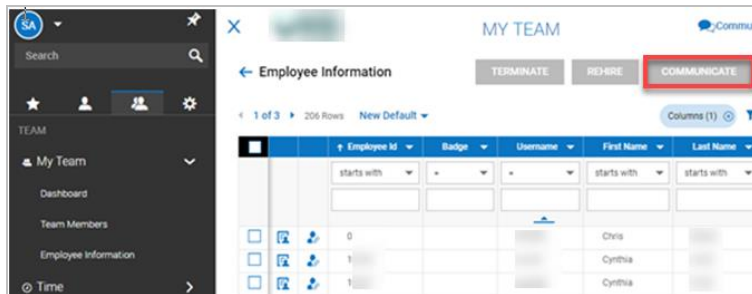 SA
MY TEAM
Commu
Search
Employee Information
TERMINATE
REHIRE
COMMUNICATE
1 of 3
206 Rows
New Default
Columns (1)
TEAM
Employee Id
Badge
Username
First Name
Last Name
My Team
starts with
=
=
starts with
starts with
Dashboard
Team Members
Employee Information
0
Chris
1
Cynthia
1
Cynthia
Time